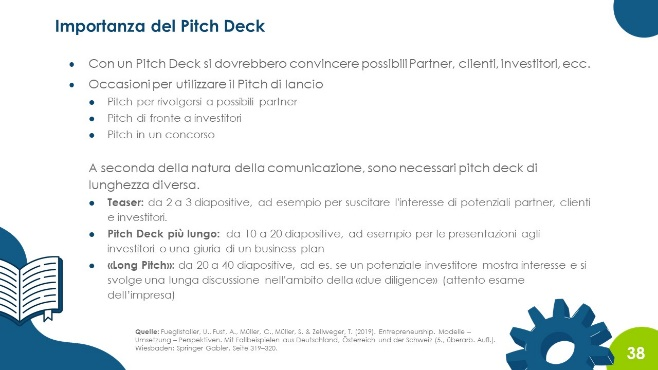 Importanza del Pitch Deck
● Con un Pitch Deck si dovrebbero convincere possibili Partner, clienti, investitori, ecc.
● Occasioni per utilizzare il Pitch di lancio
● Pitch per rivolgersi a possibili partner
● Pitch di fronte a investitori
● Pitch in un concorso
A seconda della natura della comunicazione, sono necessari pitch deck di
lunghezza diversa.
● Teaser: da 2 a 3 diapositive, ad esempio per suscitare l'interesse di potenziali partner, clienti
e investitori.
● Pitch Deck più lungo: da 10 a 20 diapositive, ad esempio per le presentazioni agli
investitori o una giuria di un business plan
● «Long Pitch»: da 20 a 40 diapositive, ad es. se un potenziale investitore mostra interesse e si
svolge una lunga discussione nell'ambito della «due diligence» (attento esame
dell'impresa)
Quelle: Fueglistaller, U., Fust, A., Müller, C., Müller, S. & Zellweger, T. (2019). Entrepreneurship. Modelle –
Umsetzung – Perspektiven. Mit Fallbeispielen aus Deutschland, Österreich und der Schweiz (5., überarb. Aufl.).
Wiesbaden: Springer Gabler. Seite 319–320.
38